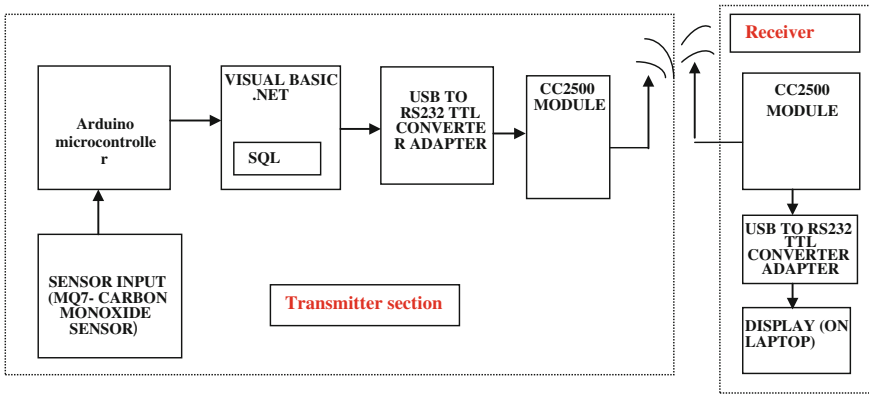 Arduino
microcontrolle
r
SENSOR INPUT
(MQ7- CARBON
MONOXIDE
SENSOR)
VISUAL BASIC
.NET
SQL
USB TO
RS232 TTL
CONVERTE
R ADAPTER
CC2500
MODULE
Transmitter section
Receiver
CC2500
MODULE
USB TO RS232
TTL
CONVERTER
ADAPTER
DISPLAY (ON
LAPTOP)